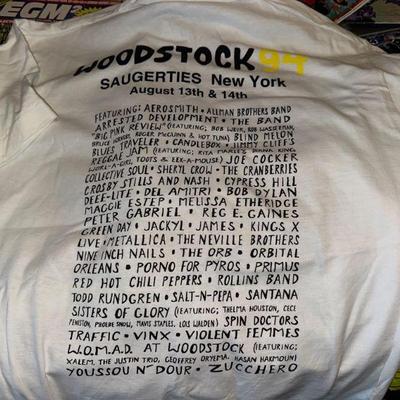 EGM²
WOODSTOCK 94
SAUGERTIES New York
August 13th & 14th
FEATURING: AEROSMITH • ALLMAN BROTHERS BAND
ARRESTED DEVELOPMENT • THE BAND
"BIG PINK REVIEW" (FEATURING; BOB WEIR, ROB WASSERMAN,
BRUCE HORNSBY, ROGER McGUINN & HOT TUNA) BLIND MELON
BLUES TRAVELER • CANDLEBOX • JIMMY CLIFF'S
REGGAE JAM (FEATURING; RITA MARLEY, DIANA KING,
WORL-A-GIRL, TOOTS & EEK-A-MOUSE) JOE COCKER
COLLECTIVE SOUL • SHERYL CROW • THE CRANBERRIES
CROSBY STILLS AND NASH • CYPRESS HILL
DEEE-LITE • DEL AMITRI • BOB DYLAN
MAGGIE ESTEP • MELISSA ETHERIDGE
PETER GABRIEL • REG E. GAINES
GREEN DAY • JACKYL • JAMES • KINGS X
LIVE • METALLICA • THE NEVILLE BROTHERS
NINE INCH NAILS • THE ORB • ORBITAL
ORLEANS • PORNO FOR PYROS • PRIMUS
RED HOT CHILI PEPPERS • ROLLINS BAND
TODD RUNDGREN • SALT-N-PEPA • SANTANA
SISTERS OF GLORY (FEATURING; THELMA HOUSTON, CECE
PENISTON, PHOEBE SNOW, MAVIS STAPLES, LOIS WALDEN) SPIN DOCTORS
TRAFFIC • VINX • VIOLENT FEMMES
W.O.M.A.D. AT WOODSTOCK (FEATURING;
XALEM, THE JUSTIN TRIO, GEOFFREY ORYEMA, HASAN HAKMOUN)
YOUSSOU N'DOUR • ZUCCHERO